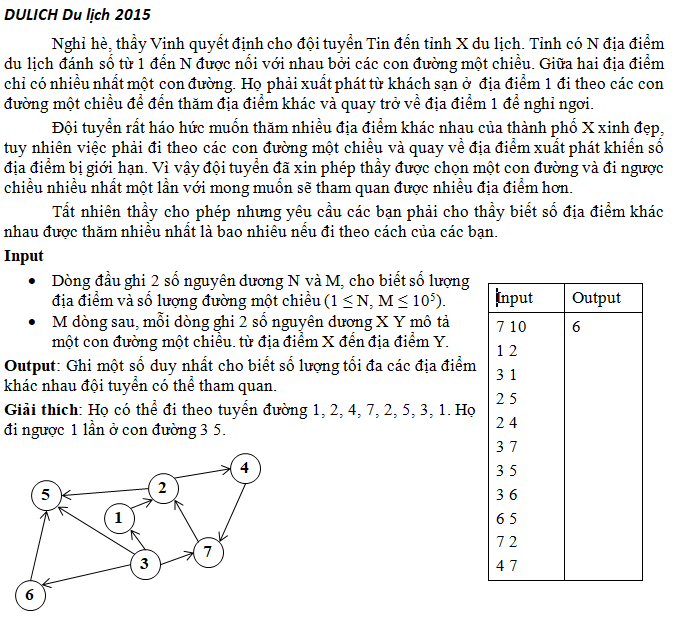 DULICH Du lịch 2015
Nghỉ hè, thầy Vinh quyết định cho đội tuyển Tin đến tỉnh X du lịch. Tỉnh có N địa điểm
du lịch đánh số từ 1 đến N được nối với nhau bởi các con đường một chiều. Giữa hai địa điểm
chỉ có nhiều nhất một con đường. Họ phải xuất phát từ khách sạn ở địa điểm 1 đi theo các con
đường một chiều để đến thăm địa điểm khác và quay trở về địa điểm 1 để nghỉ ngơi.
Đội tuyển rất háo hức muốn thăm nhiều địa điểm khác nhau của thành phố X xinh đẹp,
tuy nhiên việc phải đi theo các con đường một chiều và quay về địa điểm xuất phát khiến số
địa điểm bị giới hạn. Vì vậy đội tuyển đã xin phép thầy được chọn một con đường và đi ngược
chiều nhiều nhất một lần với mong muốn sẽ tham quan được nhiều địa điểm hơn.
Tất nhiên thầy cho phép nhưng yêu cầu các bạn phải cho thầy biết số địa điểm khác
nhau được thăm nhiều nhất là bao nhiêu nếu đi theo cách của các bạn.
Input
• Dòng đầu ghi 2 số nguyên dương N và M, cho biết số lượng
địa điểm và số lượng đường một chiều (1 ≤ N, M ≤ 10⁵).
• M dòng sau, mỗi dòng ghi 2 số nguyên dương X Y mô tả
một con đường một chiều. từ địa điểm X đến địa điểm Y.
Output: Ghi một số duy nhất cho biết số lượng tối đa các địa điểm
khác nhau đội tuyển có thể tham quan.
Giải thích: Họ có thể đi theo tuyến đường 1, 2, 4, 7, 2, 5, 3, 1. Họ
đi ngược 1 lần ở con đường 3 5.
Input Output
7 10 6
1 2
3 1
2 5
2 4
3 7
3 5
3 6
6 5
7 2
4 7
4
2
5
1
7
3
6